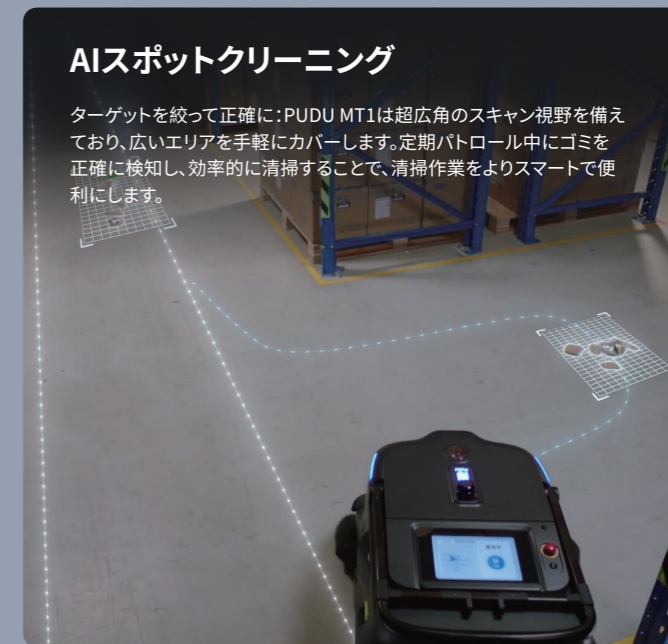 AIスポットクリーニング
ターゲットを絞って正確に：PUDU MT1は超広角のスキャン視野を備え
ており、広いエリアを手軽にカバーします。定期パトロール中にゴミを
正確に検知し、効率的に清掃することで、清掃作業をよりスマートで便
利にします。